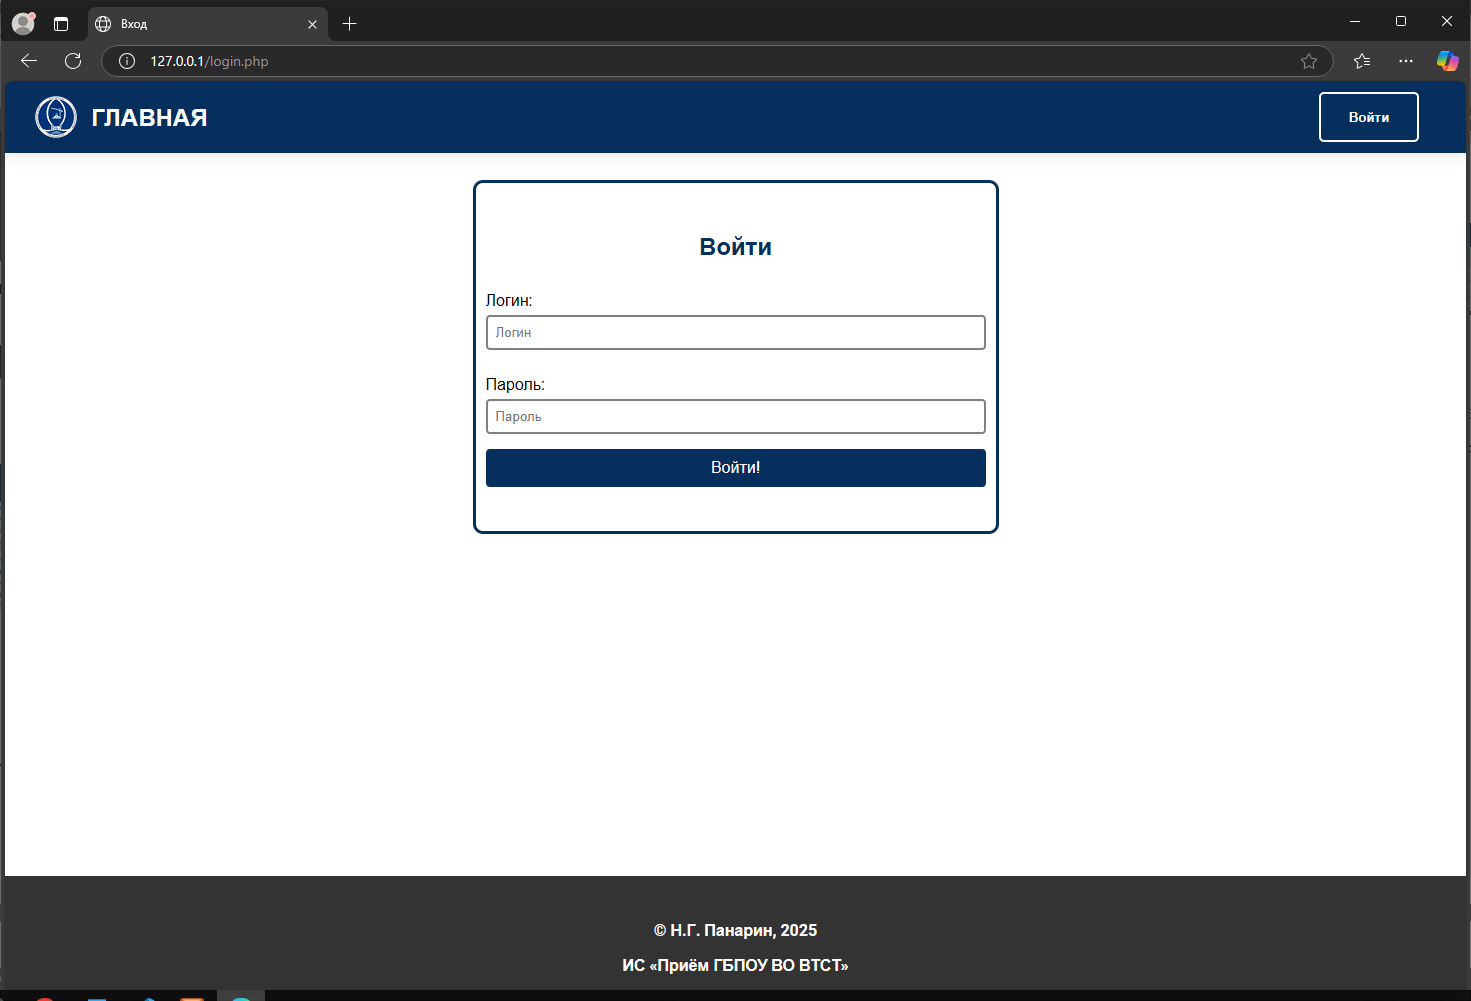 Вход
127.0.0.1/login.php
ГЛАВНАЯ
Войти
Войти
Логин:
Логин
Пароль:
Пароль
Войти!
© Н.Г. Панарин, 2025
ИС «Приём ГБПОУ ВО ВТСТ»